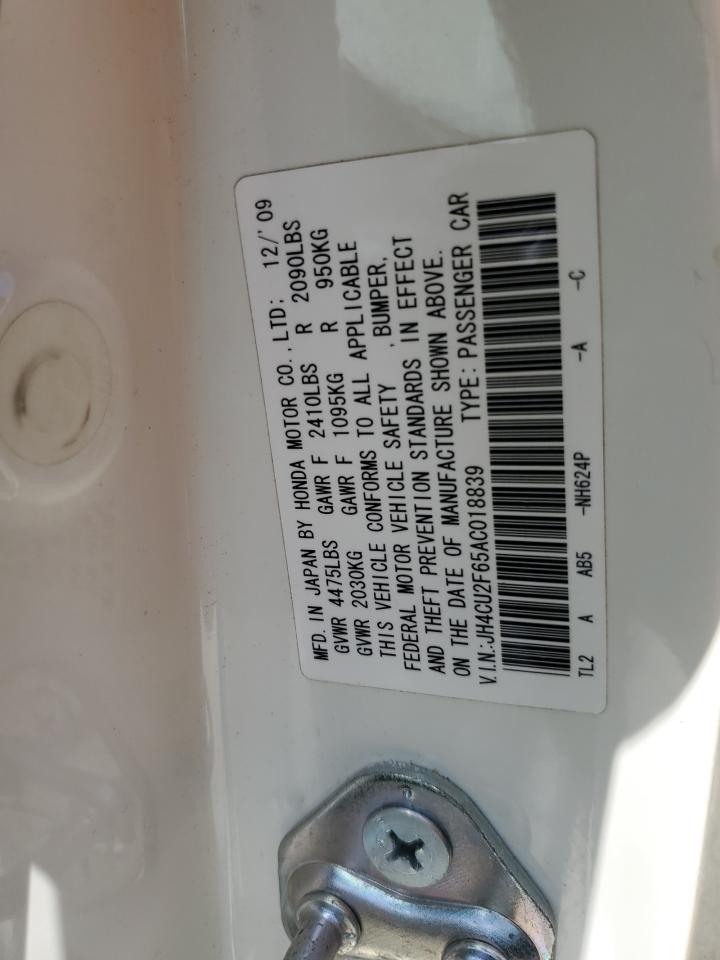 MFD. IN JAPAN BY HONDA MOTOR CO., LTD; 12/'09
GVWR 4475LBS GAWR F 2410LBS R 2090LBS
GVWR 2030KG GAWR F 1095KG R 950KG
THIS VEHICLE CONFORMS TO ALL APPLICABLE
FEDERAL MOTOR VEHICLE SAFETY , BUMPER,
AND THEFT PREVENTION STANDARDS IN EFFECT
ON THE DATE OF MANUFACTURE SHOWN ABOVE.
V.I.N.:JH4CU2F65AC018839 TYPE: PASSENGER CAR
TL2 A AB5 -NH624P -A -C